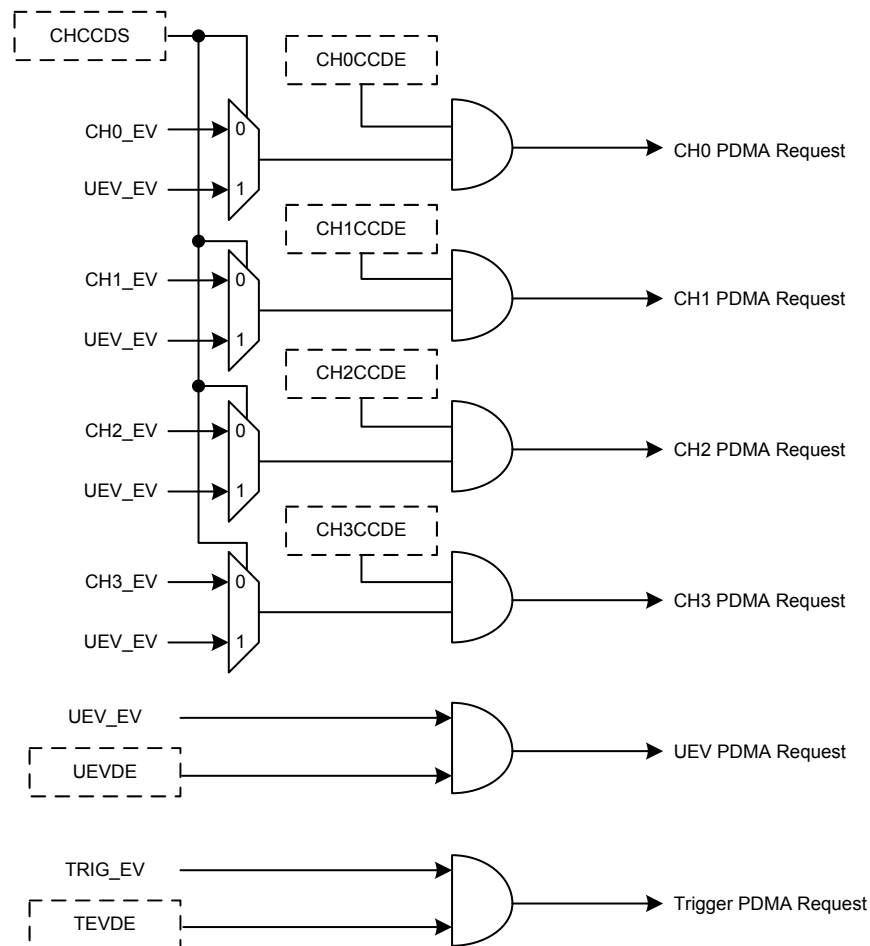 CHCCDS
CH0CCDE
CH0_EV
0
CH0 PDMA Request
UEV_EV
1
CH1CCDE
CH1_EV
0
CH1 PDMA Request
UEV_EV
1
CH2CCDE
CH2_EV
0
CH2 PDMA Request
UEV_EV
1
CH3CCDE
CH3_EV
0
CH3 PDMA Request
UEV_EV
1
UEV_EV
UEV PDMA Request
UEVDE
TRIG_EV
Trigger PDMA Request
TEVDE